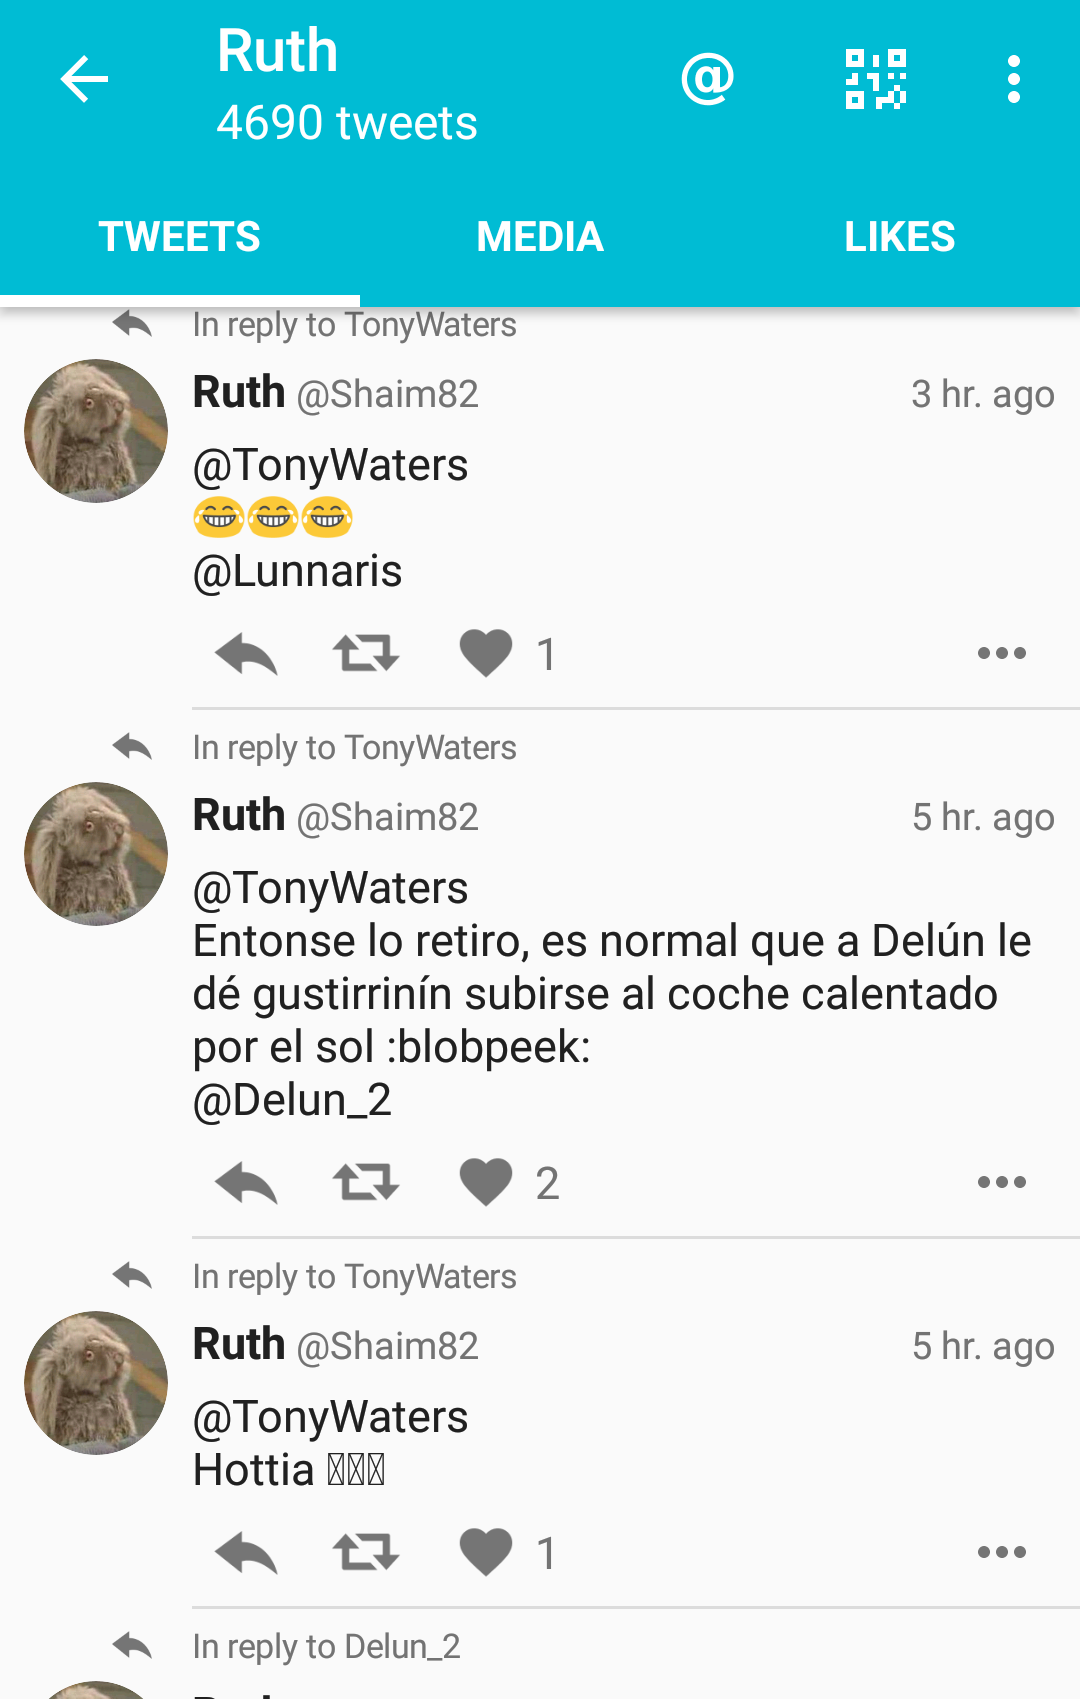 Ruth
4690 tweets
@
TWEETS
MEDIA
LIKES
In reply to TonyWaters
Ruth @Shaim82 3 hr. ago
@TonyWaters
😂😂😂
@Lunnaris
1
In reply to TonyWaters
Ruth @Shaim82 5 hr. ago
@TonyWaters
Entonse lo retiro, es normal que a Delún le
dé gustirrinín subirse al coche calentado
por el sol :blobpeek:
@Delun_2
2
In reply to TonyWaters
Ruth @Shaim82 5 hr. ago
@TonyWaters
Hottia
1
In reply to Delun_2